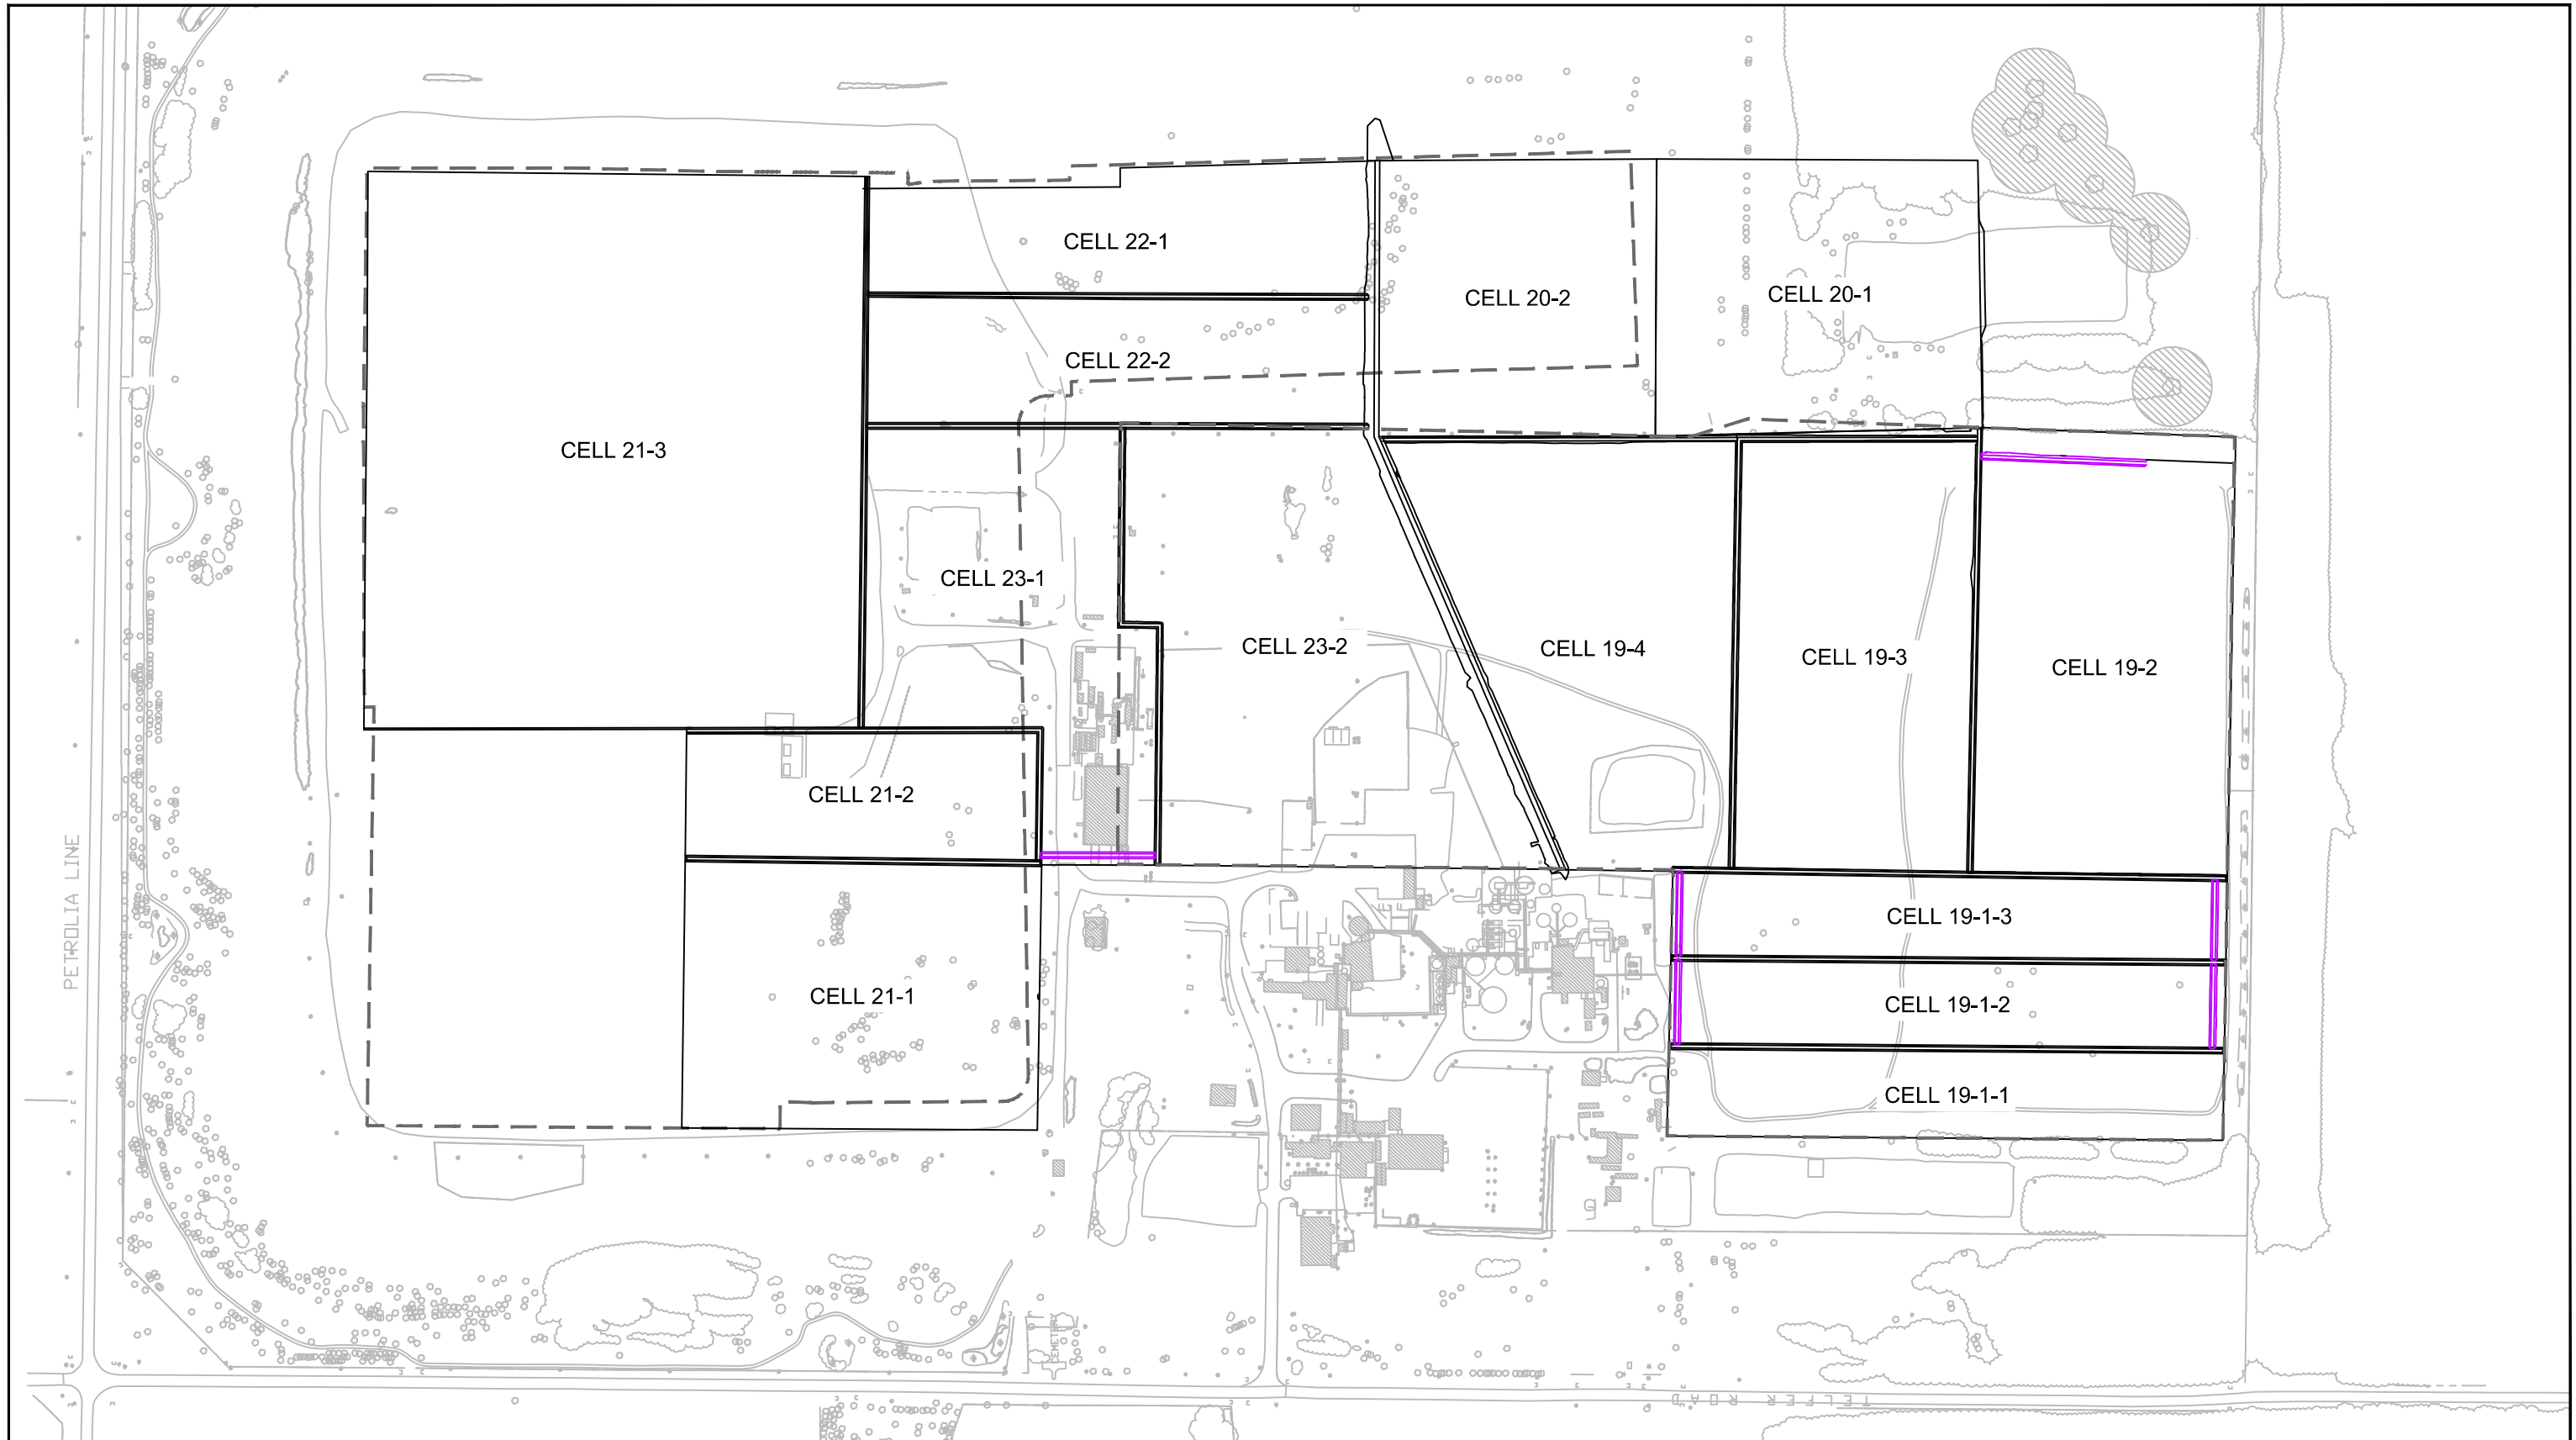 CELL 22-1
CELL 20-2
CELL 20-1
CELL 22-2
CELL 21-3
CELL 23-1
CELL 23-2
CELL 19-4
CELL 19-3
CELL 19-2
CELL 21-2
CELL 19-1-3
CELL 21-1
CELL 19-1-2
CELL 19-1-1
PETROLIA LINE
CEMETERY
TELFER ROAD